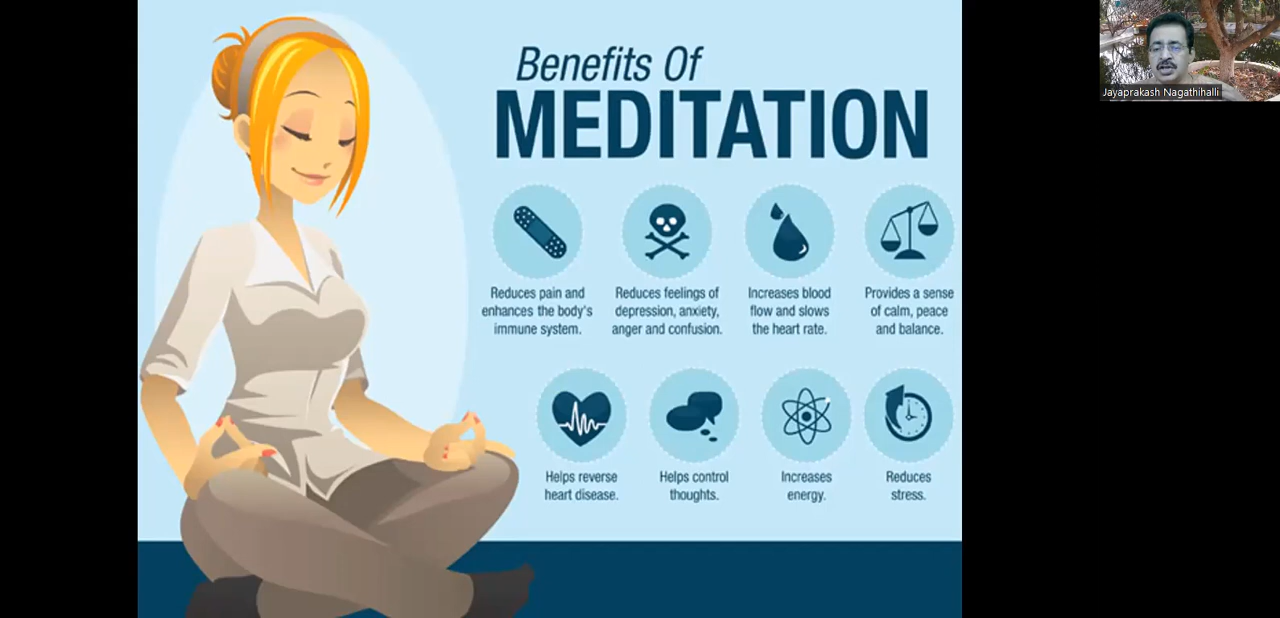 Benefits Of
MEDITATION
Reduces pain and
enhances the body's
immune system.
Reduces feelings of
depression, anxiety,
anger and confusion.
Increases blood
flow and slows
the heart rate.
Provides a sense
of calm, peace
and balance.
Helps reverse
heart disease.
Helps control
thoughts.
Increases
energy.
Reduces
stress.
Jayaprakash Nagathihalli